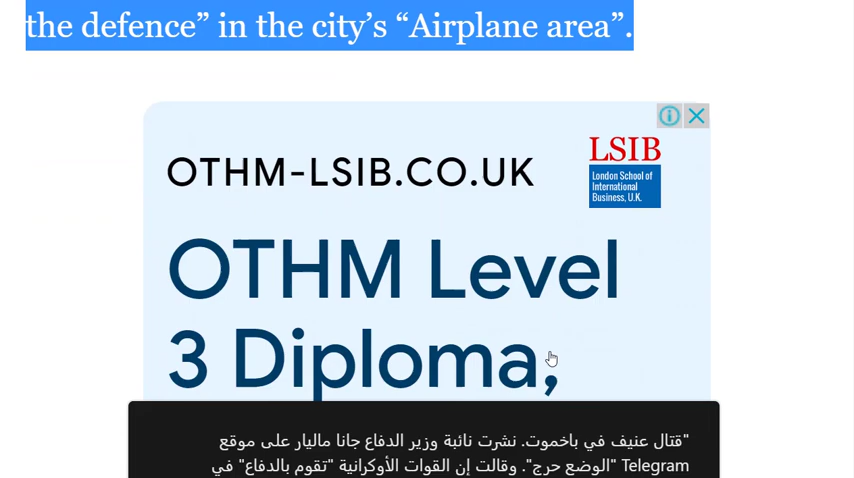 the defence” in the city’s “Airplane area”.
OTHM-LSIB.CO.UK
LSIB
London School of
International
Business, U.K.
OTHM Level
3 Diploma,
"قتال عنيف في باخموت. نشرت نائبة وزير الدفاع جانا ماليار على موقع
Telegram "الوضع حرج". وقالت إن القوات الأوكرانية "تقوم بالدفاع" في